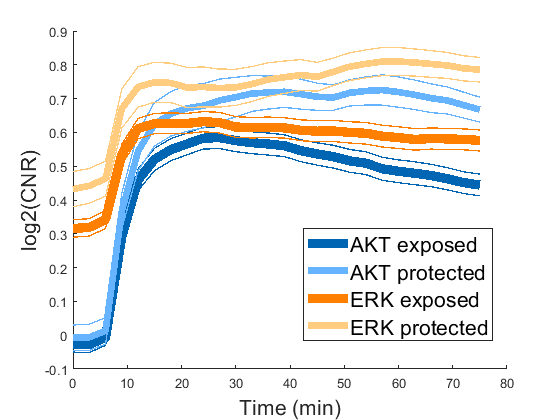 0.9
0.8
0.7
0.6
0.5
0.4
0.3
0.2
0.1
0
-0.1
log2(CNR)
AKT exposed
AKT protected
ERK exposed
ERK protected
0 10 20 30 40 50 60 70 80
Time (min)